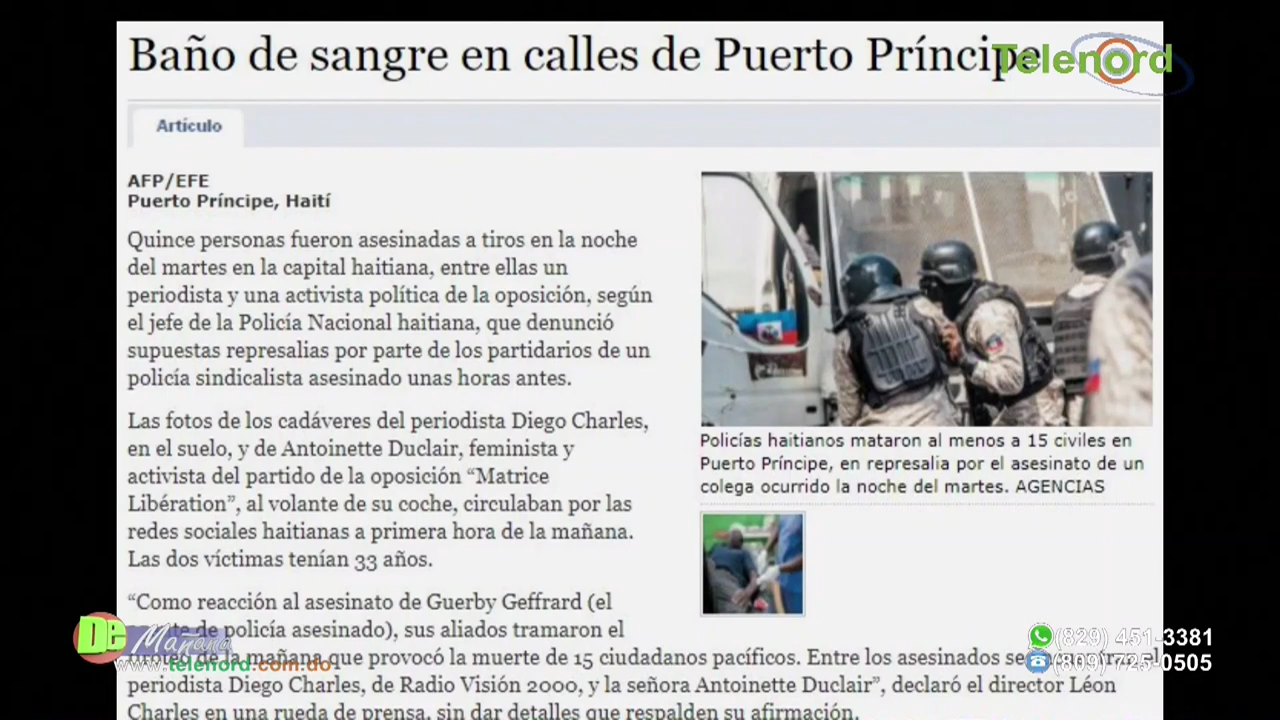 Baño de sangre en calles de Puerto Príncipe
Telenord
Artículo
AFP/EFE
Puerto Príncipe, Haití
Quince personas fueron asesinadas a tiros en la noche
del martes en la capital haitiana, entre ellas un
periodista y una activista política de la oposición, según
el jefe de la Policía Nacional haitiana, que denunció
supuestas represalias por parte de los partidarios de un
policía sindicalista asesinado unas horas antes.
Las fotos de los cadáveres del periodista Diego Charles,
en el suelo, y de Antoinette Duclair, feminista y
activista del partido de la oposición “Matrice
Libération”, al volante de su coche, circulaban por las
redes sociales haitianas a primera hora de la mañana.
Las dos víctimas tenían 33 años.
“Como reacción al asesinato de Guerby Geffrard (el
de policía asesinado), sus aliados tramaron el
de la mañana que provocó la muerte de 15 ciudadanos pacíficos. Entre los asesinados
periodista Diego Charles, de Radio Visión 2000, y la señora Antoinette Duclair”, declaró el director Léon
Charles en una rueda de prensa, sin dar detalles que respalden su afirmación.
Policías haitianos mataron al menos a 15 civiles en
Puerto Príncipe, en represalia por el asesinato de un
colega ocurrido la noche del martes. AGENCIAS
De Mañana
www.telenord.com.do
(829) 451-3381
(809) 725-0505